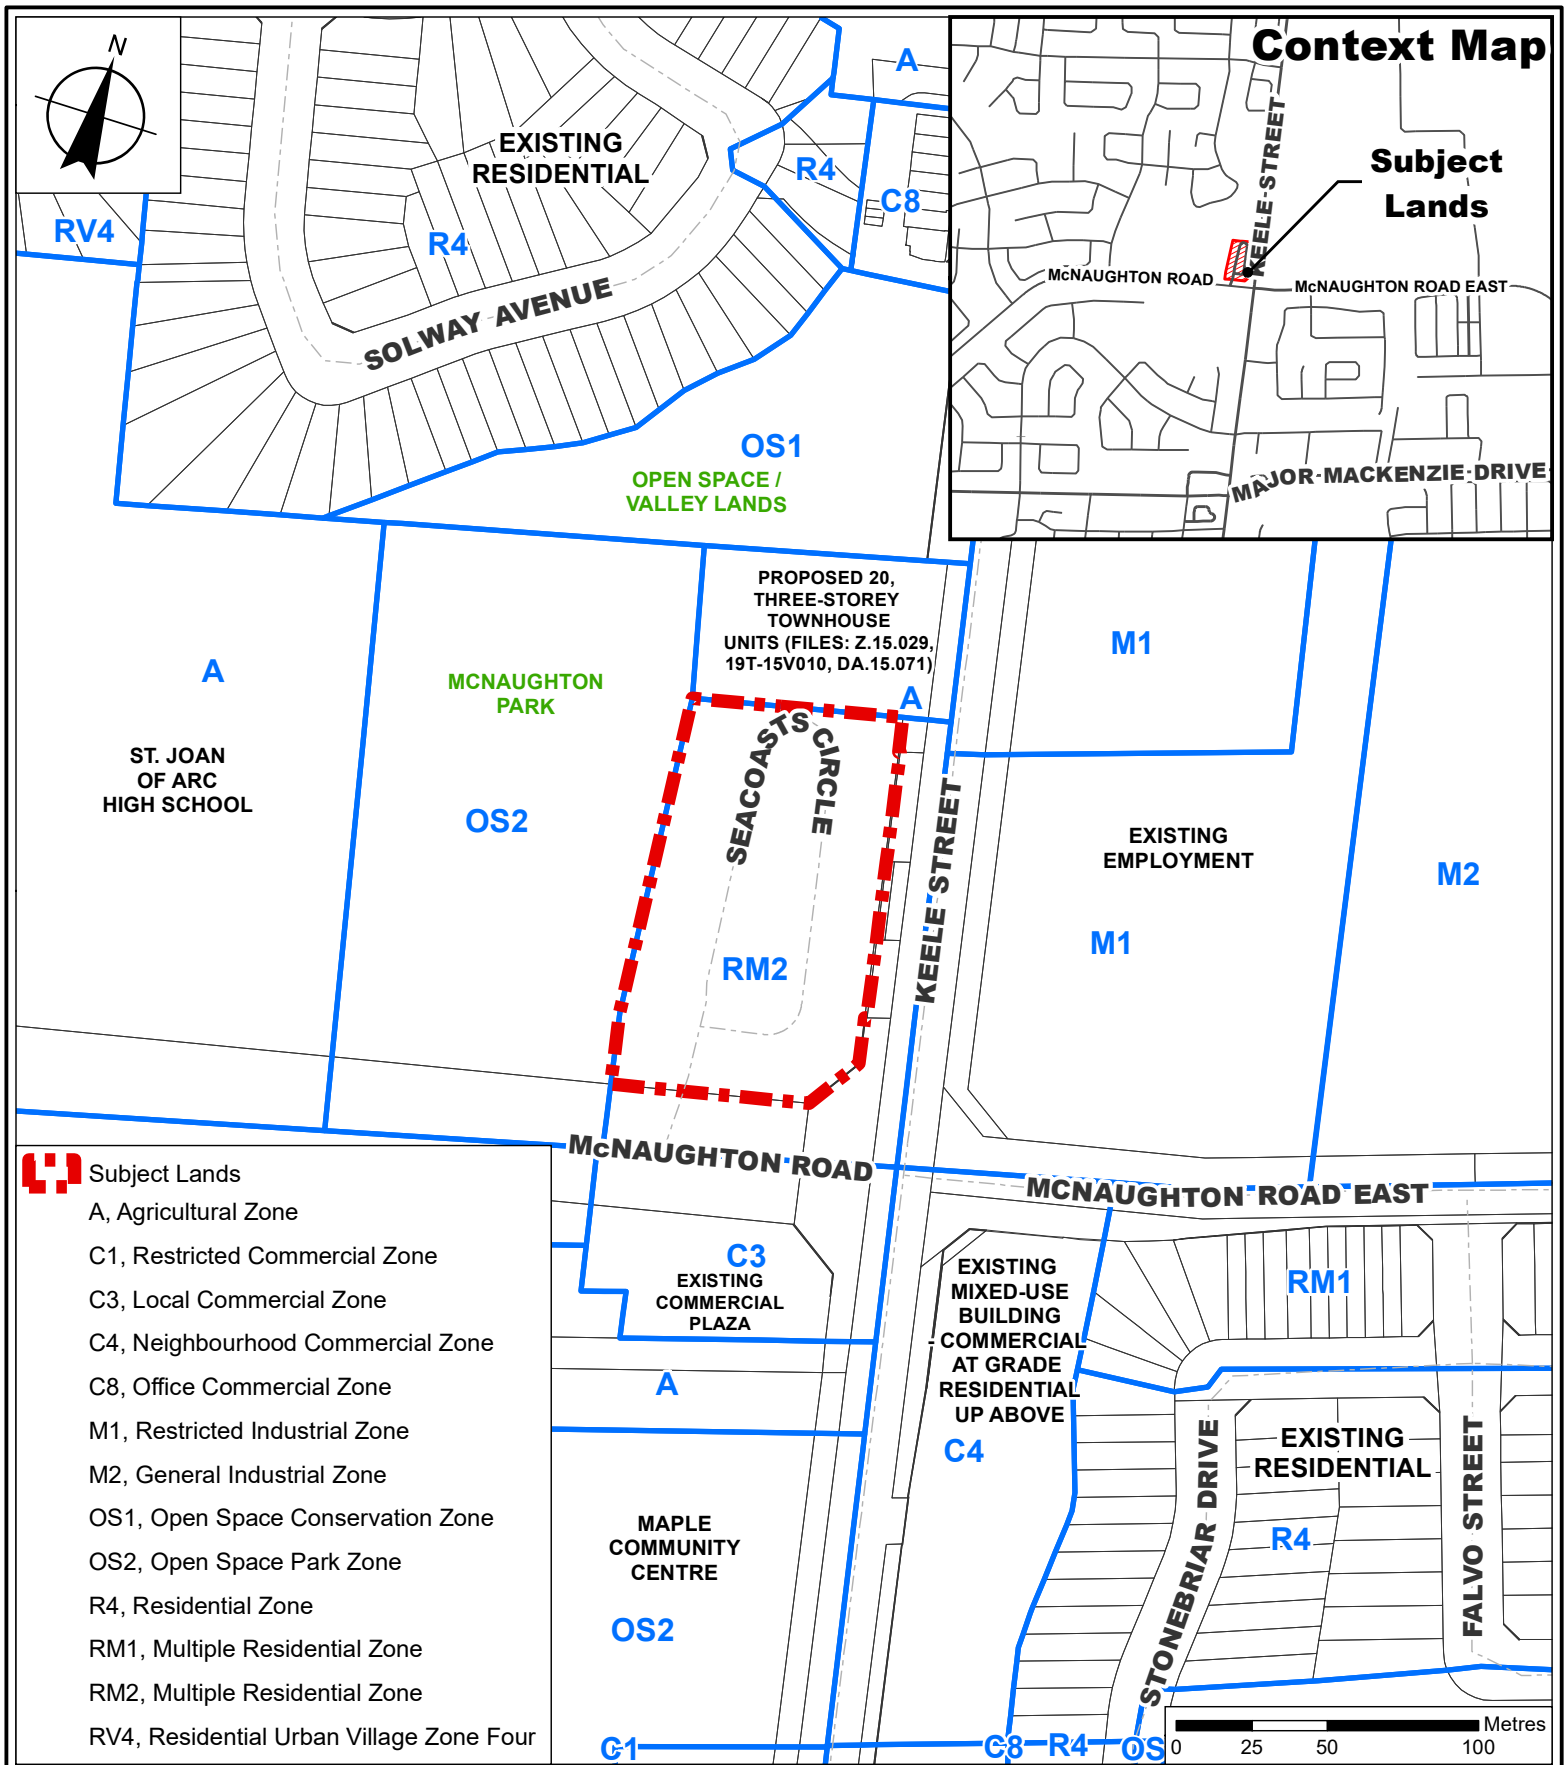 N
Context Map
KEELE STREET
Subject
Lands
McNAUGHTON ROAD
McNAUGHTON ROAD EAST
MAJOR MACKENZIE DRIVE
A
EXISTING
RESIDENTIAL
R4
C8
RV4
R4
SOLWAY AVENUE
OS1
OPEN SPACE /
VALLEY LANDS
PROPOSED 20,
THREE-STOREY
TOWNHOUSE
UNITS (FILES: Z.15.029,
19T-15V010, DA.15.071)
A
M1
A
MCNAUGHTON
PARK
ST. JOAN
OF ARC
HIGH SCHOOL
OS2
SEACOASTS CIRCLE
RM2
KEELE STREET
EXISTING
EMPLOYMENT
M1
M2
McNAUGHTON ROAD
MCNAUGHTON ROAD EAST
C3
EXISTING
COMMERCIAL
PLAZA
A
EXISTING
MIXED-USE
BUILDING
- COMMERCIAL
AT GRADE
RESIDENTIAL
UP ABOVE
C4
RM1
EXISTING
RESIDENTIAL
R4
STONEBRIAR DRIVE
FALVO STREET
MAPLE
COMMUNITY
CENTRE
OS2
C1
C8
R4
OS
Subject Lands
A, Agricultural Zone
C1, Restricted Commercial Zone
C3, Local Commercial Zone
C4, Neighbourhood Commercial Zone
C8, Office Commercial Zone
M1, Restricted Industrial Zone
M2, General Industrial Zone
OS1, Open Space Conservation Zone
OS2, Open Space Park Zone
R4, Residential Zone
RM1, Multiple Residential Zone
RM2, Multiple Residential Zone
RV4, Residential Urban Village Zone Four
Metres
0 25 50 100